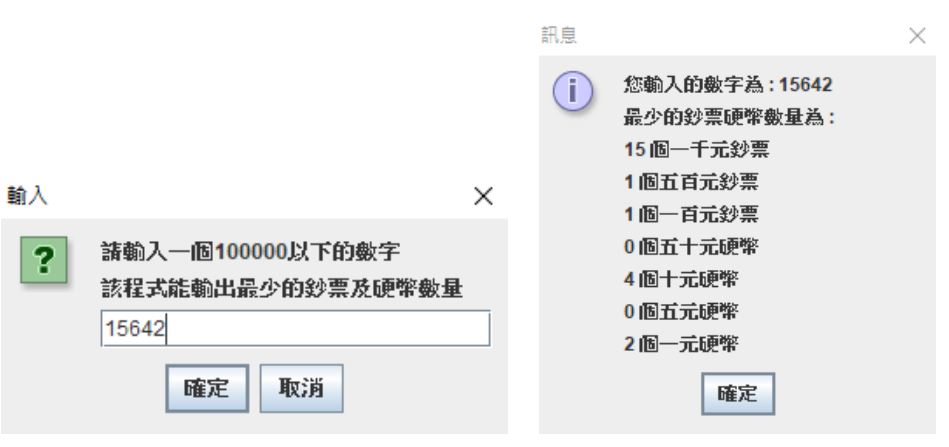 輸入
請輸入一個100000以下的數字
該程式能輸出最少的鈔票及硬幣數量
15642
確定
取消
訊息
您輸入的數字為 : 15642
最少的鈔票硬幣數量為 :
15 個一千元鈔票
1 個五百元鈔票
1 個一百元鈔票
0 個五十元硬幣
4 個十元硬幣
0 個五元硬幣
2 個一元硬幣
確定